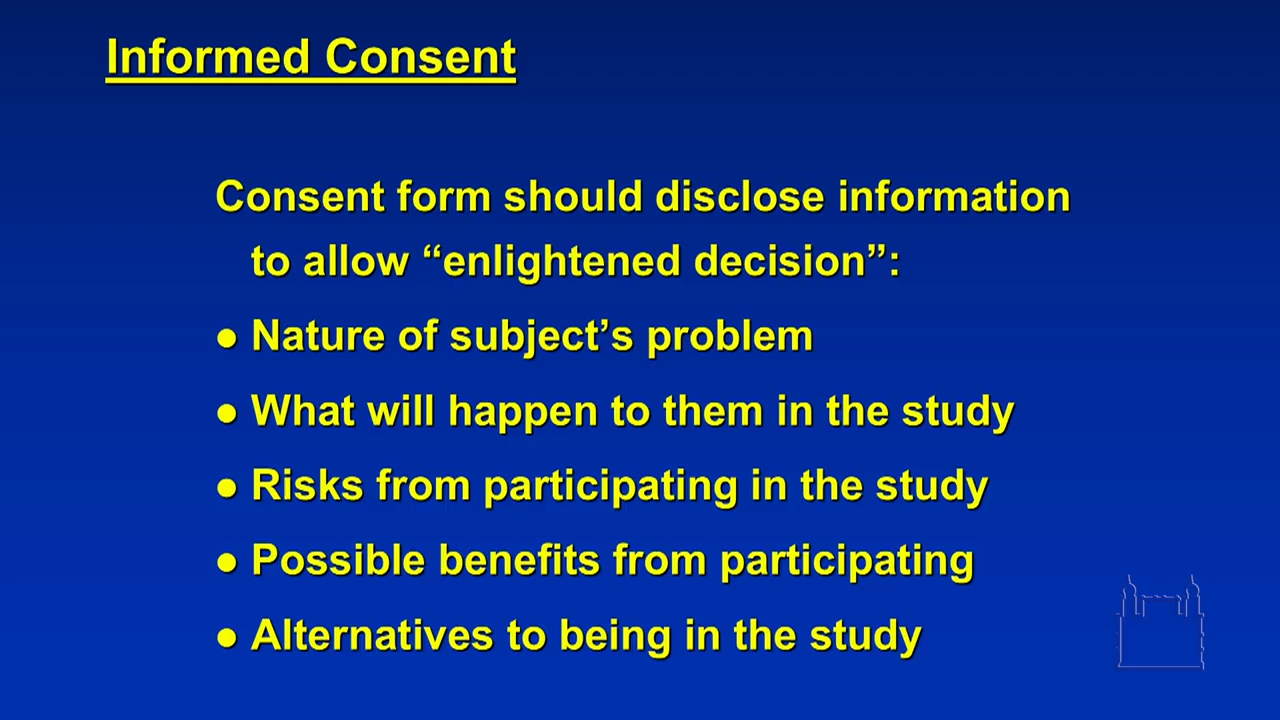 Informed Consent
Consent form should disclose information
to allow “enlightened decision”:
● Nature of subject’s problem
● What will happen to them in the study
● Risks from participating in the study
● Possible benefits from participating
● Alternatives to being in the study